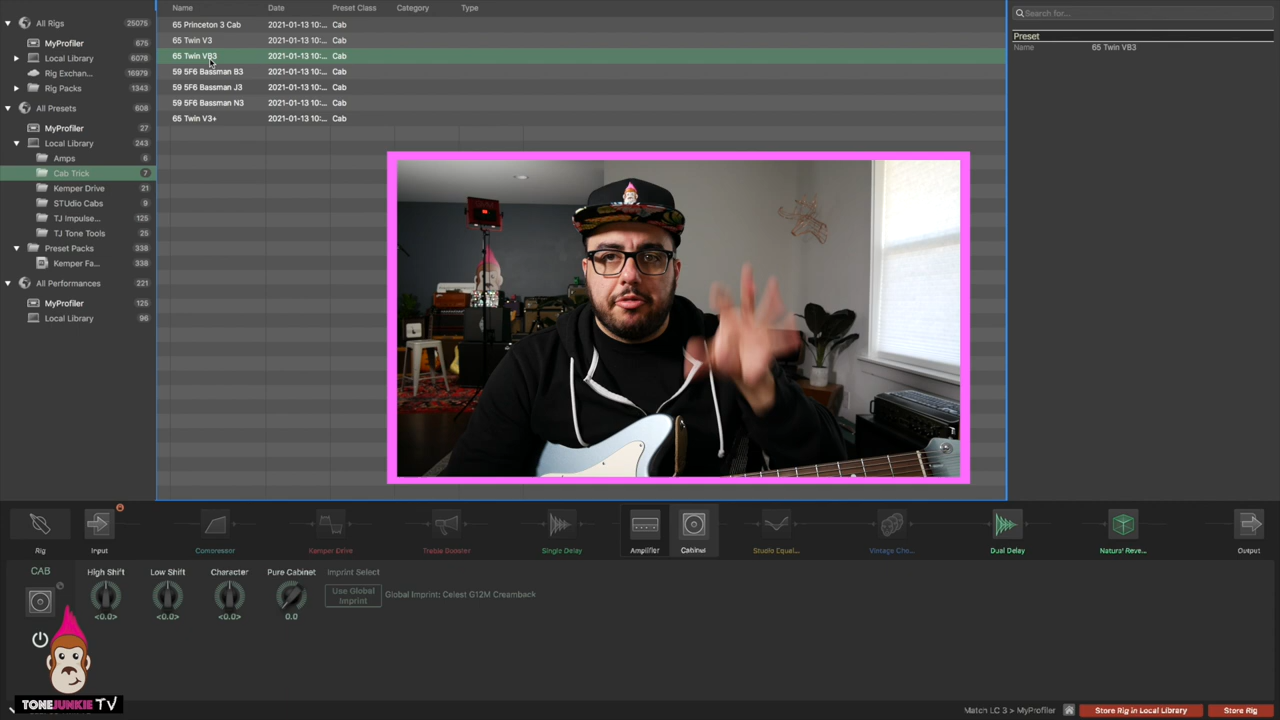 Name Date Preset Class Category Type
65 Princeton 3 Cab 2021-01-13 10:... Cab
65 Twin V3 2021-01-13 10:... Cab
65 Twin VB3 2021-01-13 10:... Cab
59 5F6 Bassman B3 2021-01-13 10:... Cab
59 5F6 Bassman J3 2021-01-13 10:... Cab
59 5F6 Bassman N3 2021-01-13 10:... Cab
65 Twin V3+ 2021-01-13 10:... Cab
All Rigs 25075
MyProfiler 675
Local Library 6078
Rig Exchan... 16979
Rig Packs 1343
All Presets 608
MyProfiler 27
Local Library 243
Amps 6
Cab Trick 7
Kemper Drive 21
STUdio Cabs 9
TJ Impulse... 125
TJ Tone Tools 25
Preset Packs 338
Kemper Fa... 338
All Performances 221
MyProfiler 125
Local Library 96
Search for...
Preset
Name 65 Twin VB3
Rig Input Compressor Kemper Drive Treble Booster Single Delay Amplifier Cabinet Studio Equal... Vintage Cho... Dual Delay Natural Reve... Output
CAB
High Shift Low Shift Character Pure Cabinet Imprint Select
<0.0> <0.0> <0.0> 0.0
Use Global
Imprint
Global Imprint: Celest G12M Creamback
TONEJUNKIE TV
Match LC 3 > MyProfiler Store Rig in Local Library Store Rig